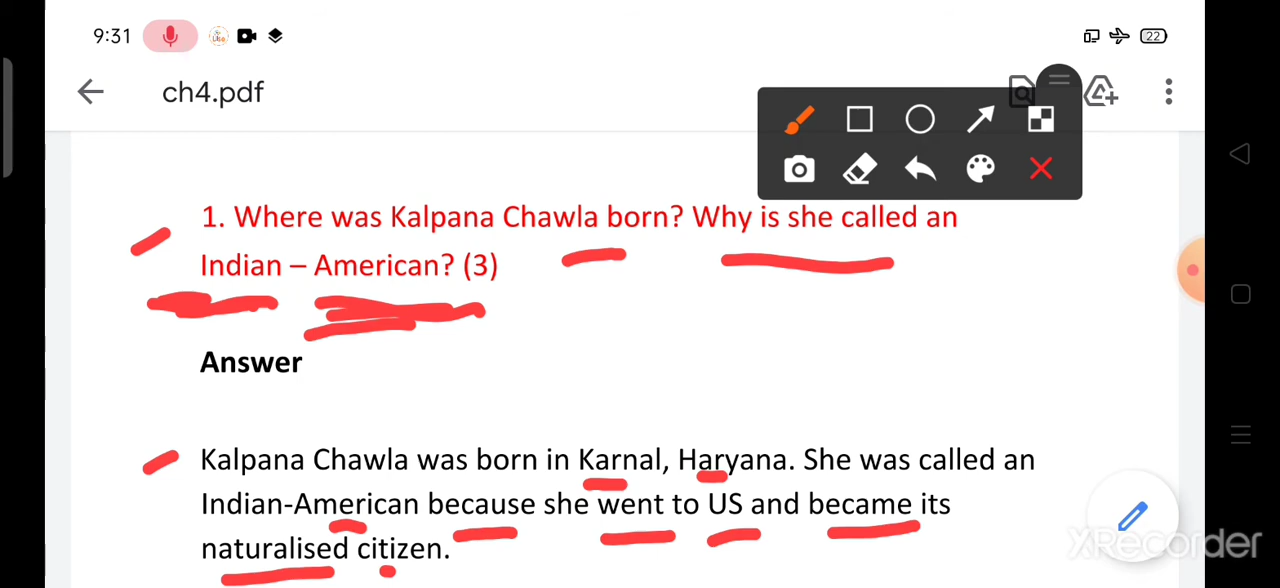 9:31
22
ch4.pdf
1. Where was Kalpana Chawla born? Why is she called an
Indian – American? (3)
Answer
Kalpana Chawla was born in Karnal, Haryana. She was called an
Indian-American because she went to US and became its
naturalised citizen.
XRecorder